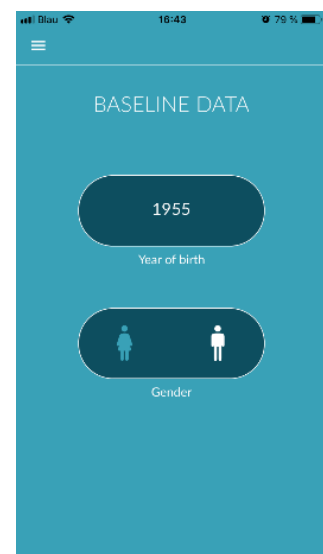 Blau 16:43 79 %
BASELINE DATA
1955
Year of birth
Gender